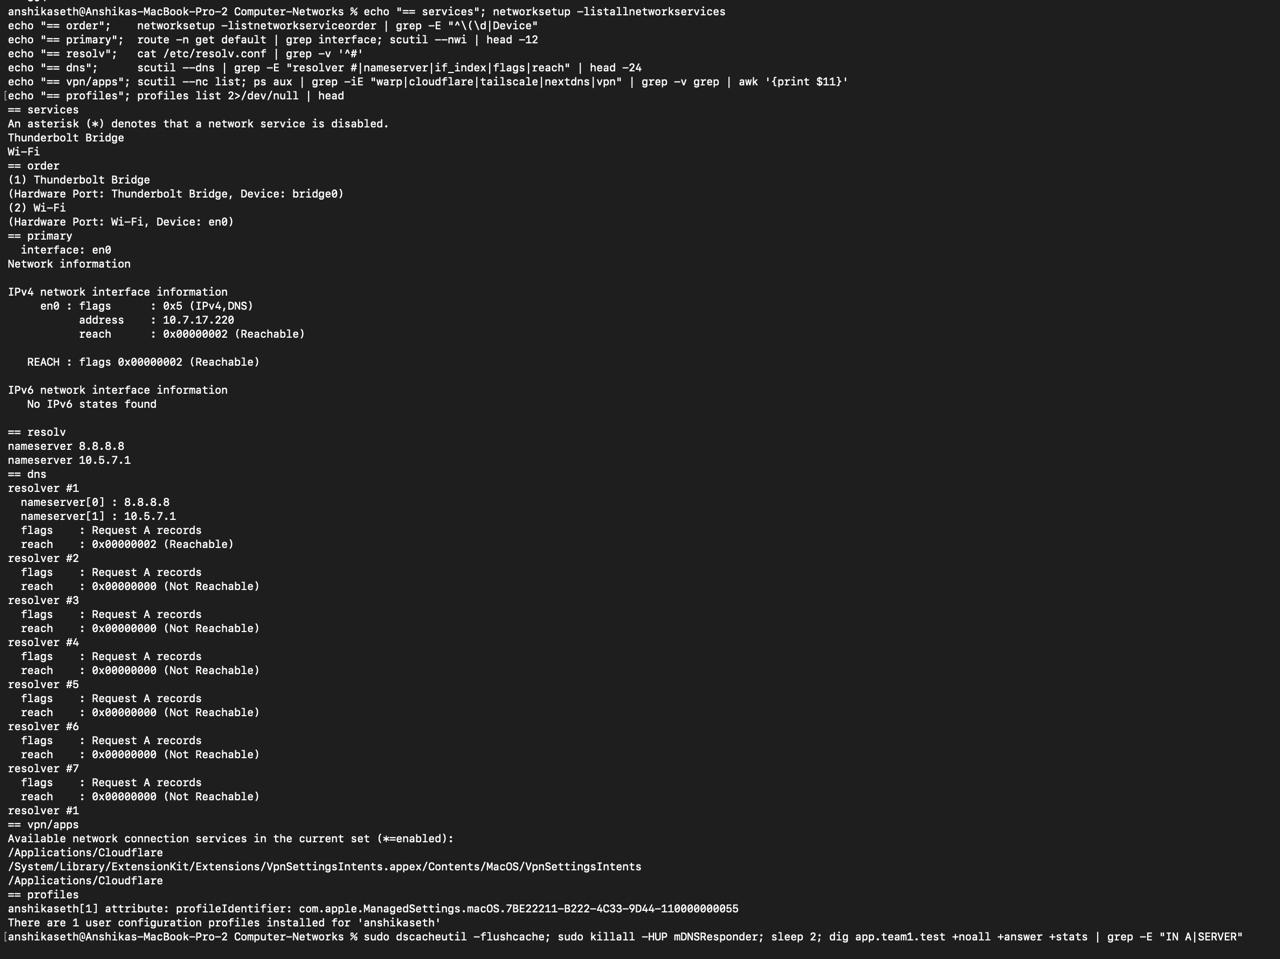 anshikaseth@Anshikas-MacBook-Pro-2 Computer-Networks % echo "== services"; networksetup -listallnetworkservices
echo "== order";    networksetup -listnetworkserviceorder | grep -E "^\(\d|Device"
echo "== primary";  route -n get default | grep interface; scutil --nwi | head -12
echo "== resolv";   cat /etc/resolv.conf | grep -v '^#'
echo "== dns";      scutil --dns | grep -E "resolver #|nameserver|if_index|flags|reach" | head -24
echo "== vpn/apps"; scutil --nc list; ps aux | grep -iE "warp|cloudflare|tailscale|nextdns|vpn" | grep -v grep | awk '{print $11}'
[echo "== profiles"; profiles list 2>/dev/null | head
== services
An asterisk (*) denotes that a network service is disabled.
Thunderbolt Bridge
Wi-Fi
== order
(1) Thunderbolt Bridge
(Hardware Port: Thunderbolt Bridge, Device: bridge0)
(2) Wi-Fi
(Hardware Port: Wi-Fi, Device: en0)
== primary
  interface: en0
Network information

IPv4 network interface information
     en0 : flags      : 0x5 (IPv4,DNS)
           address    : 10.7.17.220
           reach      : 0x00000002 (Reachable)

   REACH : flags 0x00000002 (Reachable)

IPv6 network interface information
   No IPv6 states found

== resolv
nameserver 8.8.8.8
nameserver 10.5.7.1
== dns
resolver #1
  nameserver[0] : 8.8.8.8
  nameserver[1] : 10.5.7.1
  flags    : Request A records
  reach    : 0x00000002 (Reachable)
resolver #2
  flags    : Request A records
  reach    : 0x00000000 (Not Reachable)
resolver #3
  flags    : Request A records
  reach    : 0x00000000 (Not Reachable)
resolver #4
  flags    : Request A records
  reach    : 0x00000000 (Not Reachable)
resolver #5
  flags    : Request A records
  reach    : 0x00000000 (Not Reachable)
resolver #6
  flags    : Request A records
  reach    : 0x00000000 (Not Reachable)
resolver #7
  flags    : Request A records
  reach    : 0x00000000 (Not Reachable)
resolver #1
== vpn/apps
Available network connection services in the current set (*=enabled):
/Applications/Cloudflare
/System/Library/ExtensionKit/Extensions/VpnSettingsIntents.appex/Contents/MacOS/VpnSettingsIntents
/Applications/Cloudflare
== profiles
anshikaseth[1] attribute: profileIdentifier: com.apple.ManagedSettings.macOS.7BE22211-B222-4C33-9D44-110000000055
There are 1 user configuration profiles installed for 'anshikaseth'
[anshikaseth@Anshikas-MacBook-Pro-2 Computer-Networks % sudo dscacheutil -flushcache; sudo killall -HUP mDNSResponder; sleep 2; dig app.team1.test +noall +answer +stats | grep -E "IN A|SERVER"